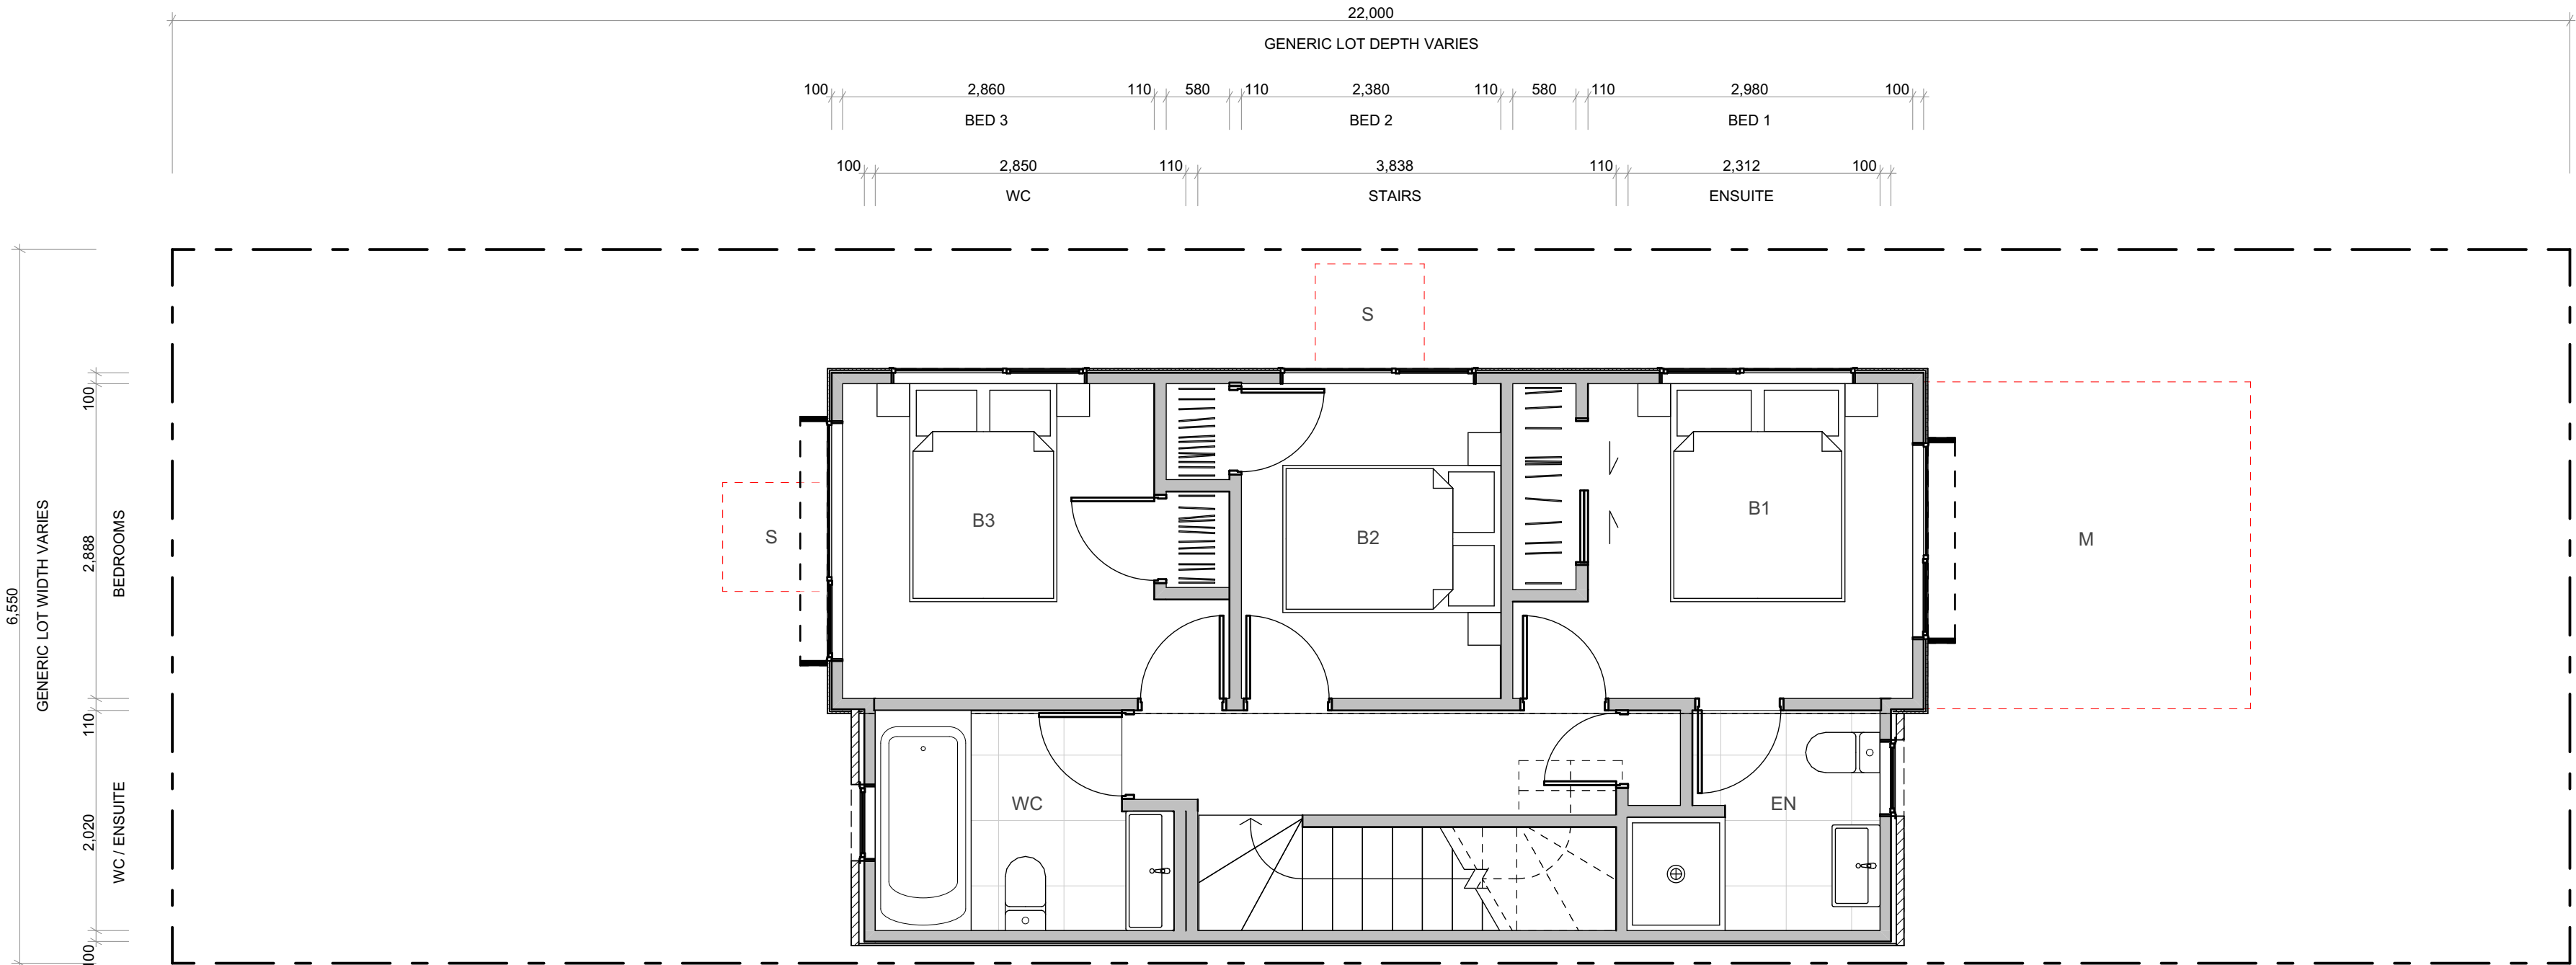 22,000
GENERIC LOT DEPTH VARIES
100 2,860 110 580 110 2,380 110 580 110 2,980 100
BED 3 BED 2 BED 1
100 2,850 110 3,838 110 2,312 100
WC STAIRS ENSUITE
6,550
GENERIC LOT WIDTH VARIES
100 2,888 110 2,020 100
BEDROOMS
WC / ENSUITE
S
S B3 B2 B1 M
WC EN